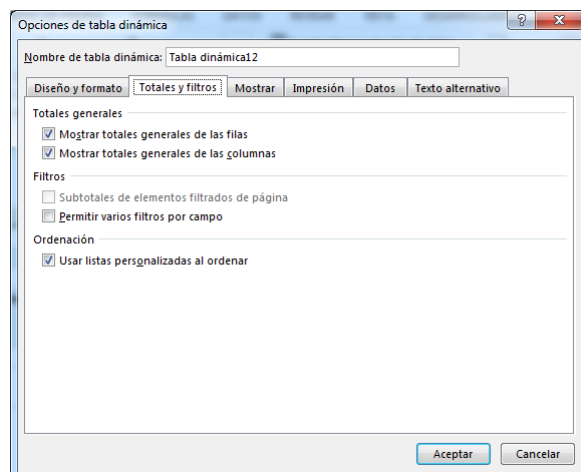 Opciones de tabla dinámica
Nombre de tabla dinámica: Tabla dinámica12
Diseño y formato Totales y filtros Mostrar Impresión Datos Texto alternativo
Totales generales
Mostrar totales generales de las filas
Mostrar totales generales de las columnas
Filtros
Subtotales de elementos filtrados de página
Permitir varios filtros por campo
Ordenación
Usar listas personalizadas al ordenar
Aceptar Cancelar